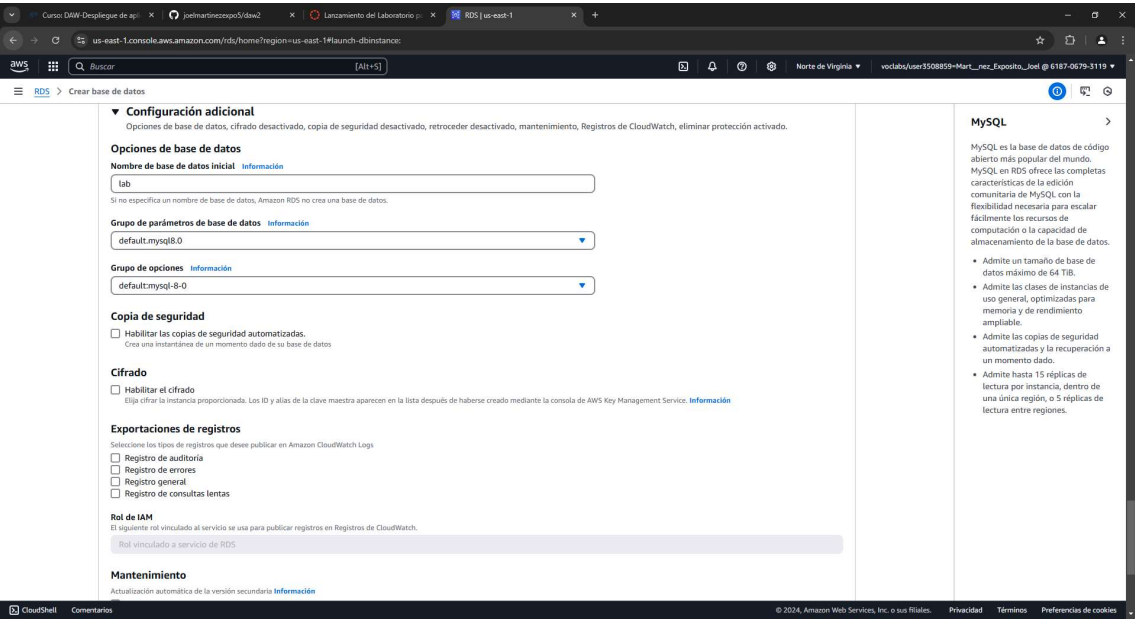 Curso: DAW-Despliegue de apl
joelmartinezexpo5/daw2
Lanzamiento del Laboratorio p
RDS | us-east-1
us-east-1.console.aws.amazon.com/rds/home?region=us-east-1#launch-dbinstance:
aws
Buscar
[Alt+S]
Norte de Virginia
voclabs/user3508859=Mart__nez_Exposito,_Joel @ 6187-0679-3119
RDS > Crear base de datos
Configuración adicional
Opciones de base de datos, cifrado desactivado, copia de seguridad desactivado, retroceder desactivado, mantenimiento, Registros de CloudWatch, eliminar protección activado.
Opciones de base de datos
Nombre de base de datos inicial Información
lab
Si no especifica un nombre de base de datos, Amazon RDS no crea una base de datos.
Grupo de parámetros de base de datos Información
default.mysql8.0
Grupo de opciones Información
default:mysql-8-0
Copia de seguridad
Habilitar las copias de seguridad automatizadas.
Crea una instantánea de un momento dado de su base de datos
Cifrado
Habilitar el cifrado
Elija cifrar la instancia proporcionada. Los ID y alias de la clave maestra aparecen en la lista después de haberse creado mediante la consola de AWS Key Management Service. Información
Exportaciones de registros
Seleccione los tipos de registros que desee publicar en Amazon CloudWatch Logs
Registro de auditoría
Registro de errores
Registro general
Registro de consultas lentas
Rol de IAM
El siguiente rol vinculado al servicio se usa para publicar registros en Registros de CloudWatch.
Rol vinculado a servicio de RDS
Mantenimiento
Actualización automática de la versión secundaria Información
MySQL
MySQL es la base de datos de código
abierto más popular del mundo.
MySQL en RDS ofrece las completas
características de la edición
comunitaria de MySQL con la
flexibilidad necesaria para escalar
fácilmente los recursos de
computación o la capacidad de
almacenamiento de la base de datos.
Admite un tamaño de base de
datos máximo de 64 TiB.
Admite las clases de instancias de
uso general, optimizadas para
memoria y de rendimiento
ampliable.
Admite las copias de seguridad
automatizadas y la recuperación a
un momento dado.
Admite hasta 15 réplicas de
lectura por instancia, dentro de
una única región, o 5 réplicas de
lectura entre regiones.
CloudShell
Comentarios
© 2024, Amazon Web Services, Inc. o sus filiales.
Privacidad
Términos
Preferencias de cookies